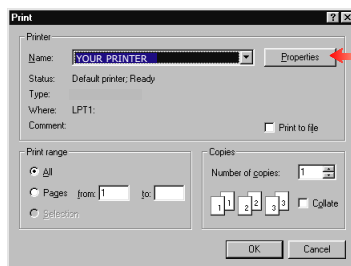 Print
Printer
Name: YOUR PRINTER Properties
Status: Default printer; Ready
Type:
Where: LPT1:
Comment: Print to file
Print range
All
Pages from: 1 to:
Selection
Copies
Number of copies: 1
1 1 2 2 3 3 Collate
OK Cancel